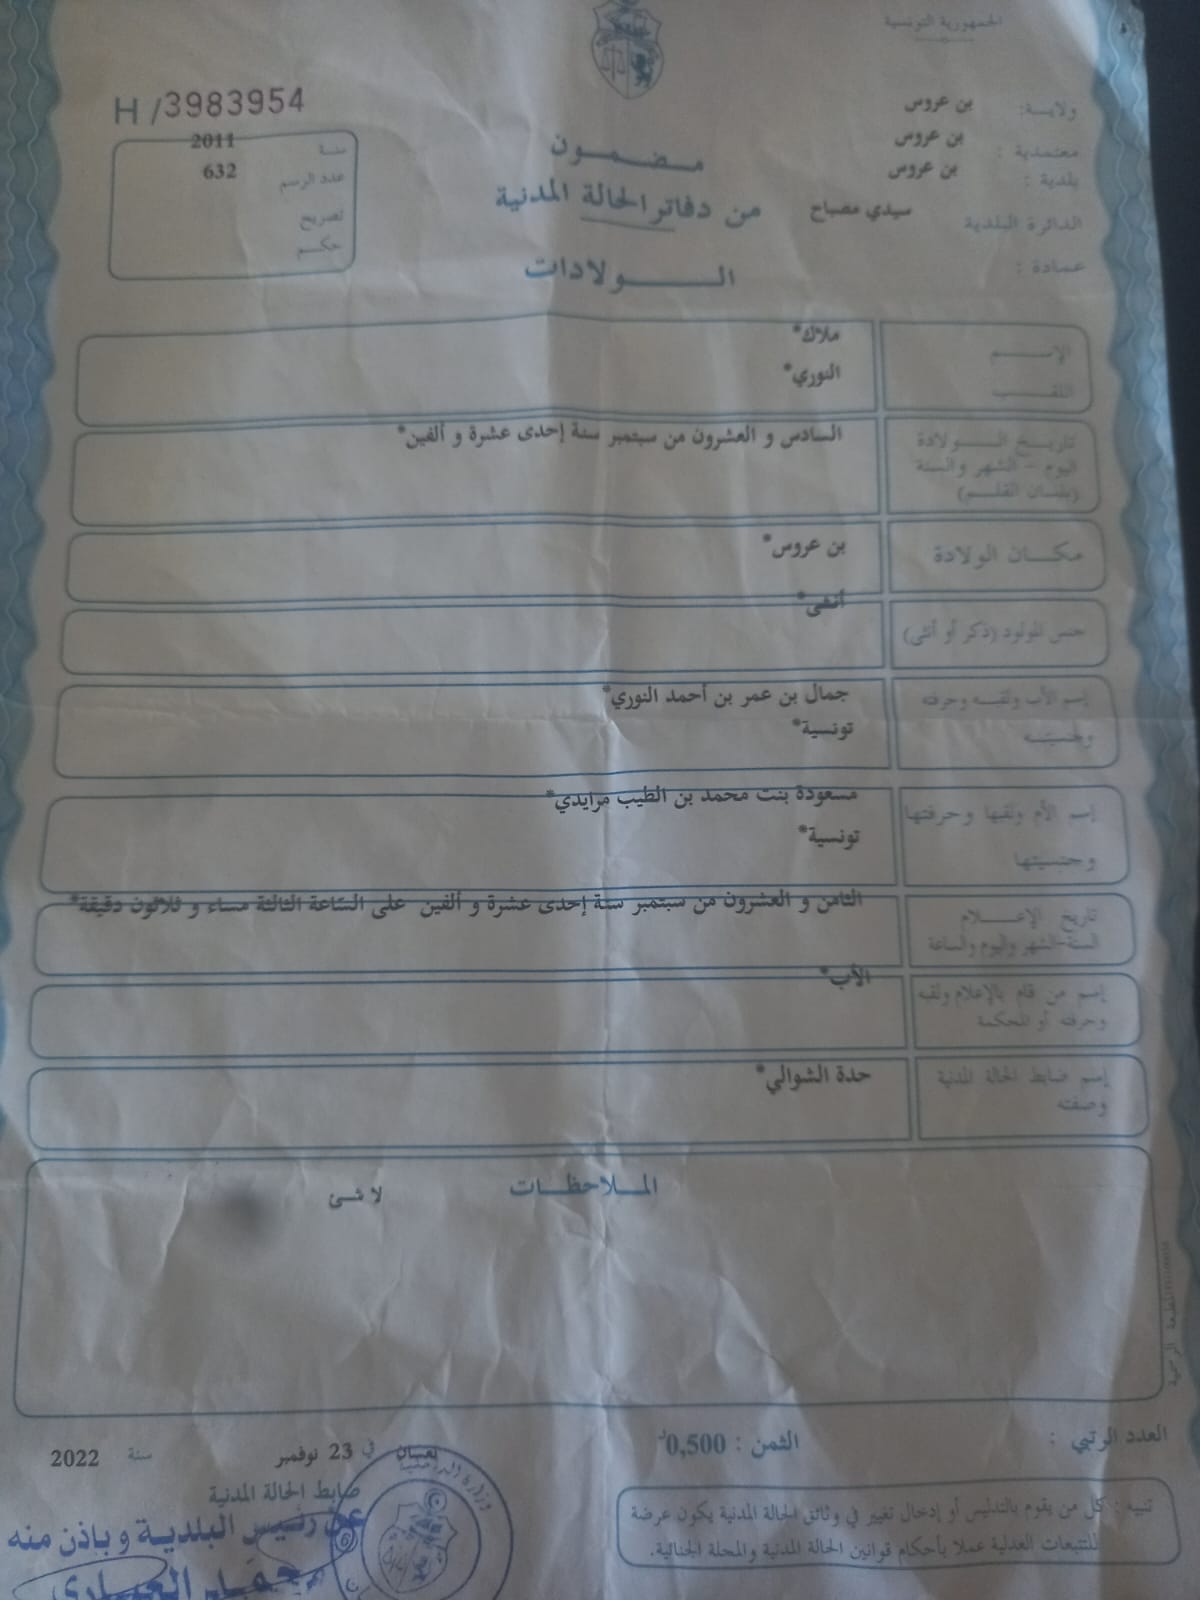 الجمهورية التونسية
ولاية: بن عروس
معتمدية : بن عروس
بلدية : بن عروس
الدائرة البلدية سيدي مصباح
عمادة :
مضمون
من دفاتر الحالة المدنية
الولادات
H/3983954
سنة 2011
عدد الرسم 632
تصريح
حكم
الإسم ملاك*
اللقب النوري*
تاريخ الولادة السادس و العشرون من سبتمبر سنة إحدى عشرة و ألفين*
اليوم - الشهر والسنة
(بلسان القلم)
مكان الولادة بن عروس*
جنس المولود (ذكر أو أنثى) أنثى*
إسم الأب ولقبه وحرفته جمال بن عمر بن أحمد النوري*
وجنسيته تونسية*
إسم الأم ولقبها وحرفتها مسعودة بنت محمد بن الطيب مرايدي*
وجنسيتها تونسية*
تاريخ الإعلام الثامن و العشرون من سبتمبر سنة إحدى عشرة و ألفين على السّاعة الثالثة مساء و ثلاثون دقيقة*
السنة-الشهر واليوم والساعة
إسم من قام بالإعلام ولقبه الأب*
وحرفته أو المحكمة
إسم ضابط الحالة المدنية حدة الشوالي*
وصفته
الملاحظات
لا شئ
العدد الرتبي :
الثمن : 0,500د
في 23 نوفمبر سنة 2022
ضابط الحالة المدنية
عن رئيس البلدية وباذن منه
تنبيه : كل من يقوم بالتدليس أو إدخال تغيير في وثائق الحالة المدنية يكون عرضة
للتتبعات العدلية عملا بأحكام قوانين الحالة المدنية والمجلة الجنائية.
المطبعة الرسمية